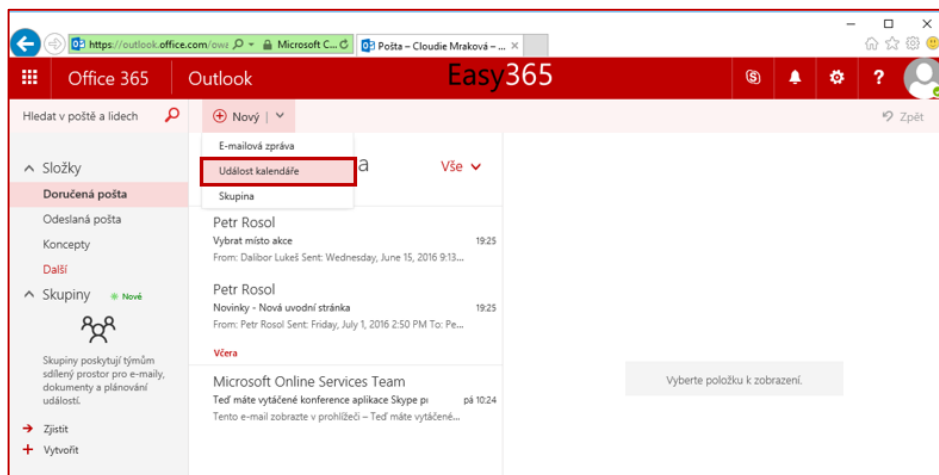 https://outlook.office.com/owa
Microsoft C...
Pošta – Cloudie Mraková – ...
Office 365
Outlook
Easy365
?
Hledat v poště a lidech
Nový
Zpět
E-mailová zpráva
Událost kalendáře
Skupina
a
Vše
Složky
Doručená pošta
Odeslaná pošta
Koncepty
Další
Skupiny
Nové
Skupiny poskytují týmům
sdílený prostor pro e-maily,
dokumenty a plánování
událostí.
Zjistit
Vytvořit
Petr Rosol
Vybrat místo akce 19:25
From: Dalibor Lukeš Sent: Wednesday, June 15, 2016 9:13...
Petr Rosol
Novinky - Nová uvodní stránka 19:25
From: Petr Rosol Sent: Friday, July 1, 2016 2:50 PM To: Pe...
Včera
Microsoft Online Services Team
Teď máte vytáčené konference aplikace Skype pı pá 10:24
Tento e-mail zobrazte v prohlížeči – Teď máte vytáčené...
Vyberte položku k zobrazení.